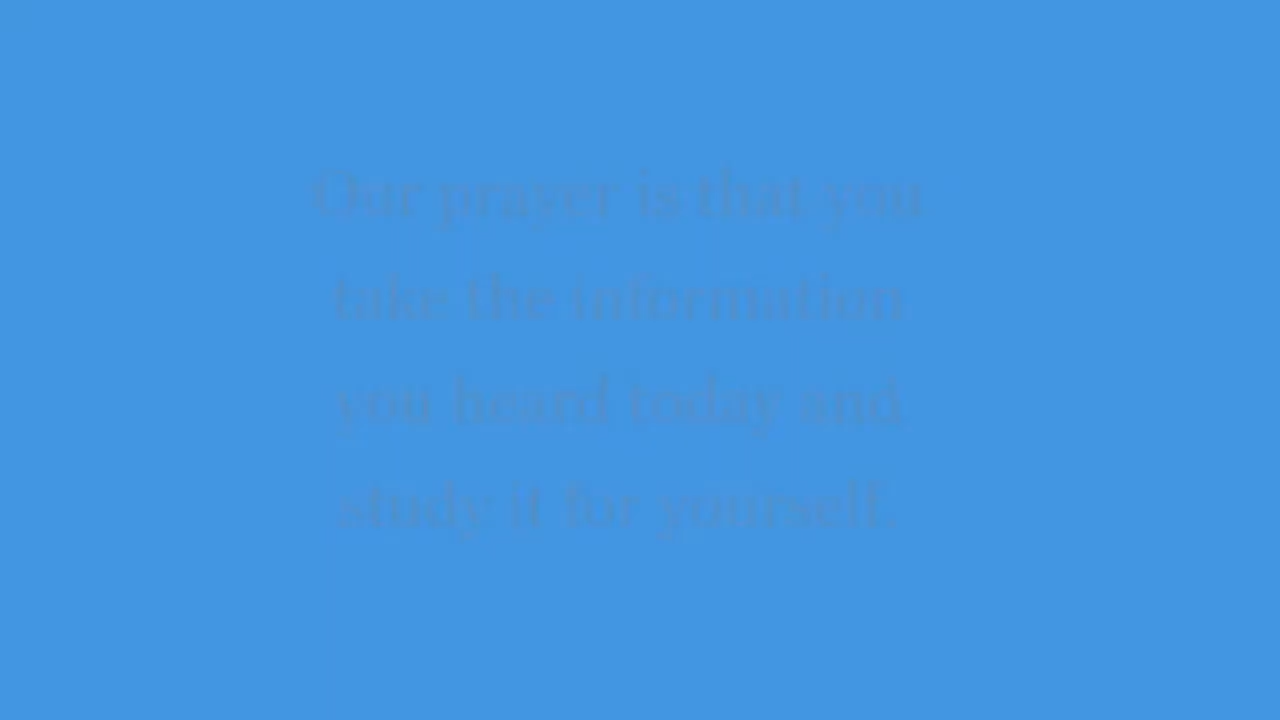 Our prayer is that you
take the information
you heard today and
study it for yourself.